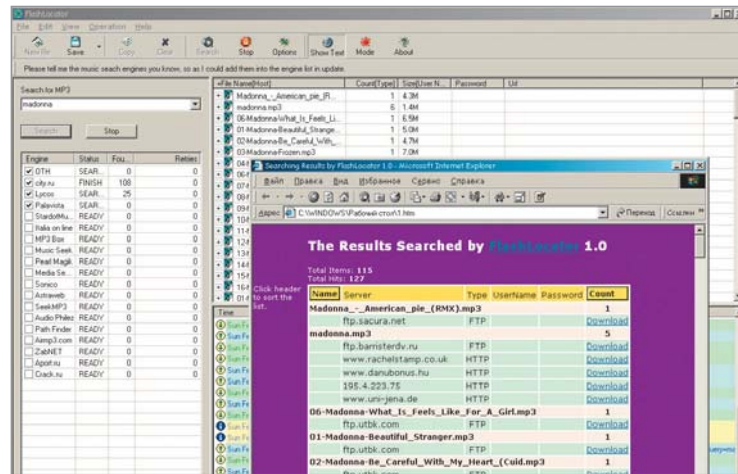 FlashLocator
File Edit View Operation Help
New File Save Copy Clear Search Stop Options Show Text Mode About
Please tell me the music search engines you know, so as I could add them into the engine list in update.
Search for MP3
madonna
Search Stop
Engine Status Fou... Retries
OTH SEAR... 0 0
city.ru FINISH 108 0
Lycos SEAR... 25 0
Palavista SEAR... 0 0
StardotMu... READY 0 0
Italia on line READY 0 0
MP3 Box READY 0 0
Music Seek READY 0 0
Pearl Magik READY 0 0
Media Se... READY 0 0
Sonico READY 0 0
Astraweb READY 0 0
SeekMP3 READY 0 0
Audio Philez READY 0 0
Path Finder READY 0 0
Aimp3.com READY 0 0
ZabNET READY 0 0
Aport.ru READY 0 0
Crack.ru READY 0 0
File Name[Host] Count[Type] Size[User N... Password Url
Madonna_-_American_pie_(R... 1 4.3M
madonna.mp3 6 1.4M
06-Madonna-What_Is_Feels_Li... 1 6.5M
01-Madonna-Beautiful_Strange... 1 5.0M
02-Madonna-Be_Careful_With_... 1 4.7M
03-Madonna-Frozen.mp3 1 7.0M
Time
Searching Results by FlashLocator 1.0 - Microsoft Internet Explorer
Файл Правка Вид Избранное Сервис Справка
Адрес C:\WINDOWS\Рабочий стол\1.htm Переход Ссылки
The Results Searched by FlashLocator 1.0
Total Items: 115
Total Hits: 127
Click header to sort the list.
Name Server Type UserName Password Count
Madonna_-_American_pie_(RMX).mp3 1
ftp.sacura.net FTP Download
madonna.mp3 5
ftp.barristerdv.ru FTP Download
www.rachelstamp.co.uk HTTP Download
www.danubonus.hu HTTP Download
195.4.223.75 HTTP Download
www.uni-jena.de HTTP Download
06-Madonna-What_Is_Feels_Like_For_A_Girl.mp3 1
ftp.utbk.com FTP Download
01-Madonna-Beautiful_Stranger.mp3 1
ftp.utbk.com FTP Download
02-Madonna-Be_Careful_With_My_Heart_(Cuid.mp3 1
ftp.utbk.com FTP Download